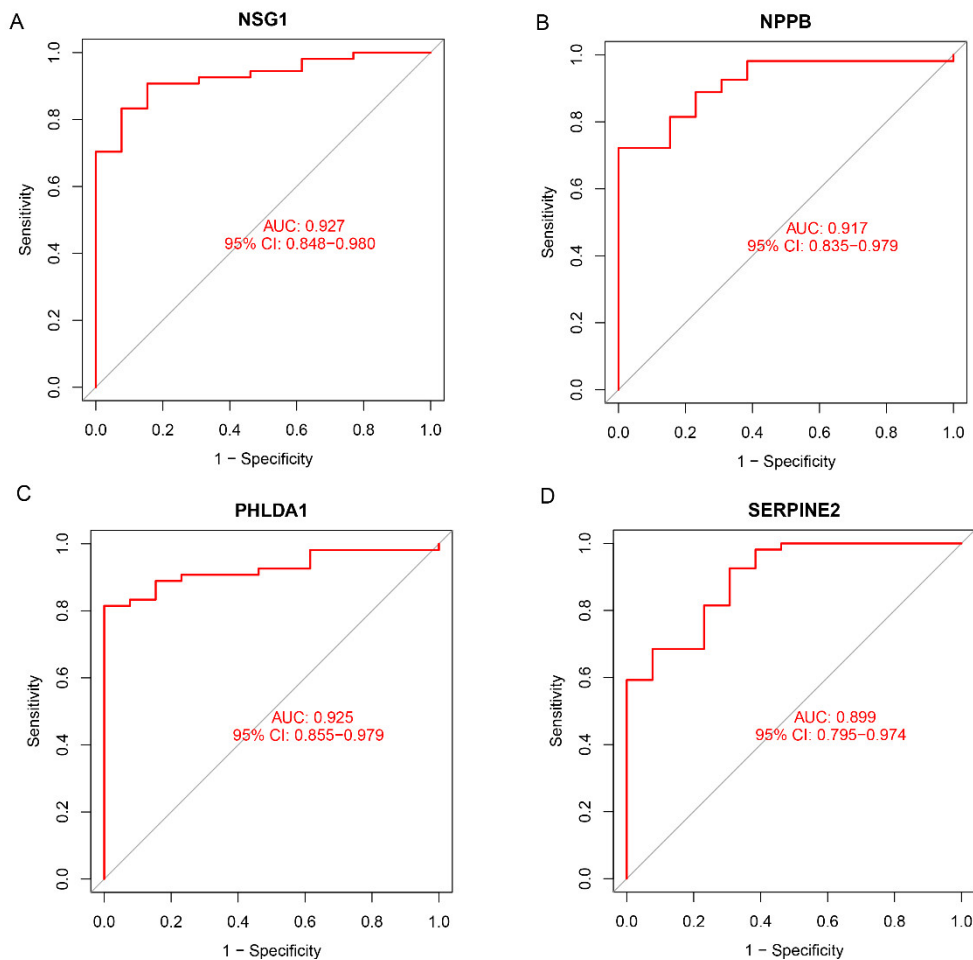 A
NSG1
Sensitivity
1.0
0.8
0.6
0.4
0.2
0.0
AUC: 0.927
95% CI: 0.848−0.980
0.0 0.2 0.4 0.6 0.8 1.0
1 − Specificity
B
NPPB
Sensitivity
1.0
0.8
0.6
0.4
0.2
0.0
AUC: 0.917
95% CI: 0.835−0.979
0.0 0.2 0.4 0.6 0.8 1.0
1 − Specificity
C
PHLDA1
Sensitivity
1.0
0.8
0.6
0.4
0.2
0.0
AUC: 0.925
95% CI: 0.855−0.979
0.0 0.2 0.4 0.6 0.8 1.0
1 − Specificity
D
SERPINE2
Sensitivity
1.0
0.8
0.6
0.4
0.2
0.0
AUC: 0.899
95% CI: 0.795−0.974
0.0 0.2 0.4 0.6 0.8 1.0
1 − Specificity